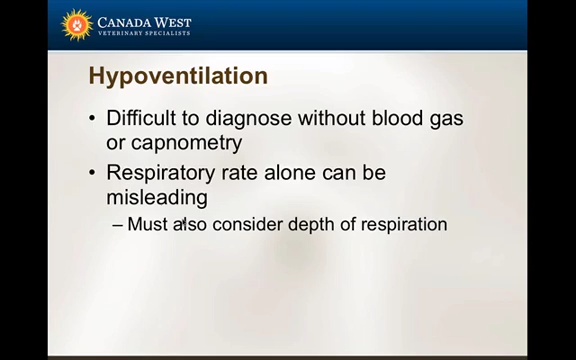 CANADA WEST
VETERINARY SPECIALISTS
Hypoventilation
• Difficult to diagnose without blood gas
or capnometry
• Respiratory rate alone can be
misleading
– Must also consider depth of respiration